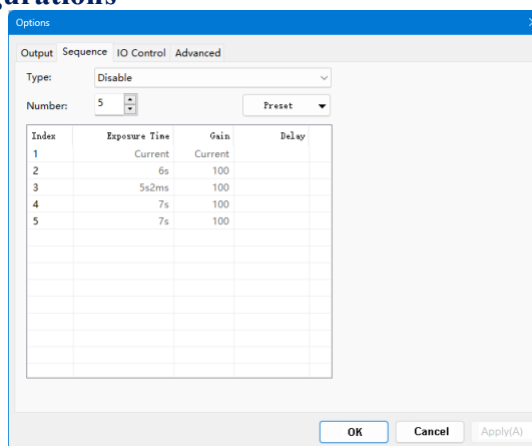 Options
Output Sequence IO Control Advanced
Type: Disable
Number: 5 Preset
Index Exposure Time Gain Delay
1 Current Current
2 6s 100
3 5s2ms 100
4 7s 100
5 7s 100
OK Cancel Apply(A)